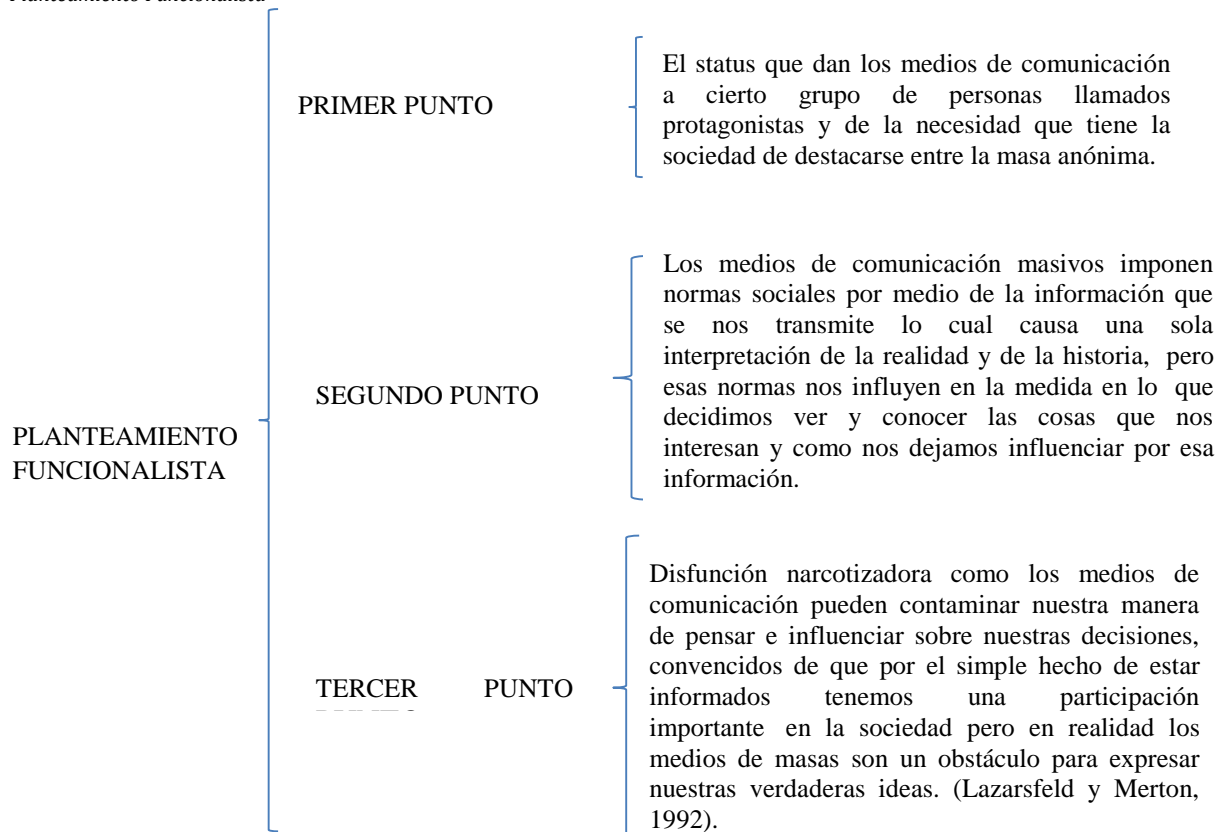 PRIMER PUNTO
El status que dan los medios de comunicación
a cierto grupo de personas llamados
protagonistas y de la necesidad que tiene la
sociedad de destacarse entre la masa anónima.
PLANTEAMIENTO
FUNCIONALISTA
SEGUNDO PUNTO
Los medios de comunicación masivos imponen
normas sociales por medio de la información que
se nos transmite lo cual causa una sola
interpretación de la realidad y de la historia, pero
esas normas nos influyen en la medida en lo que
decidimos ver y conocer las cosas que nos
interesan y como nos dejamos influenciar por esa
información.
TERCER PUNTO
Disfunción narcotizadora como los medios de
comunicación pueden contaminar nuestra manera
de pensar e influenciar sobre nuestras decisiones,
convencidos de que por el simple hecho de estar
informados tenemos una participación
importante en la sociedad pero en realidad los
medios de masas son un obstáculo para expresar
nuestras verdaderas ideas. (Lazarsfeld y Merton,
1992).